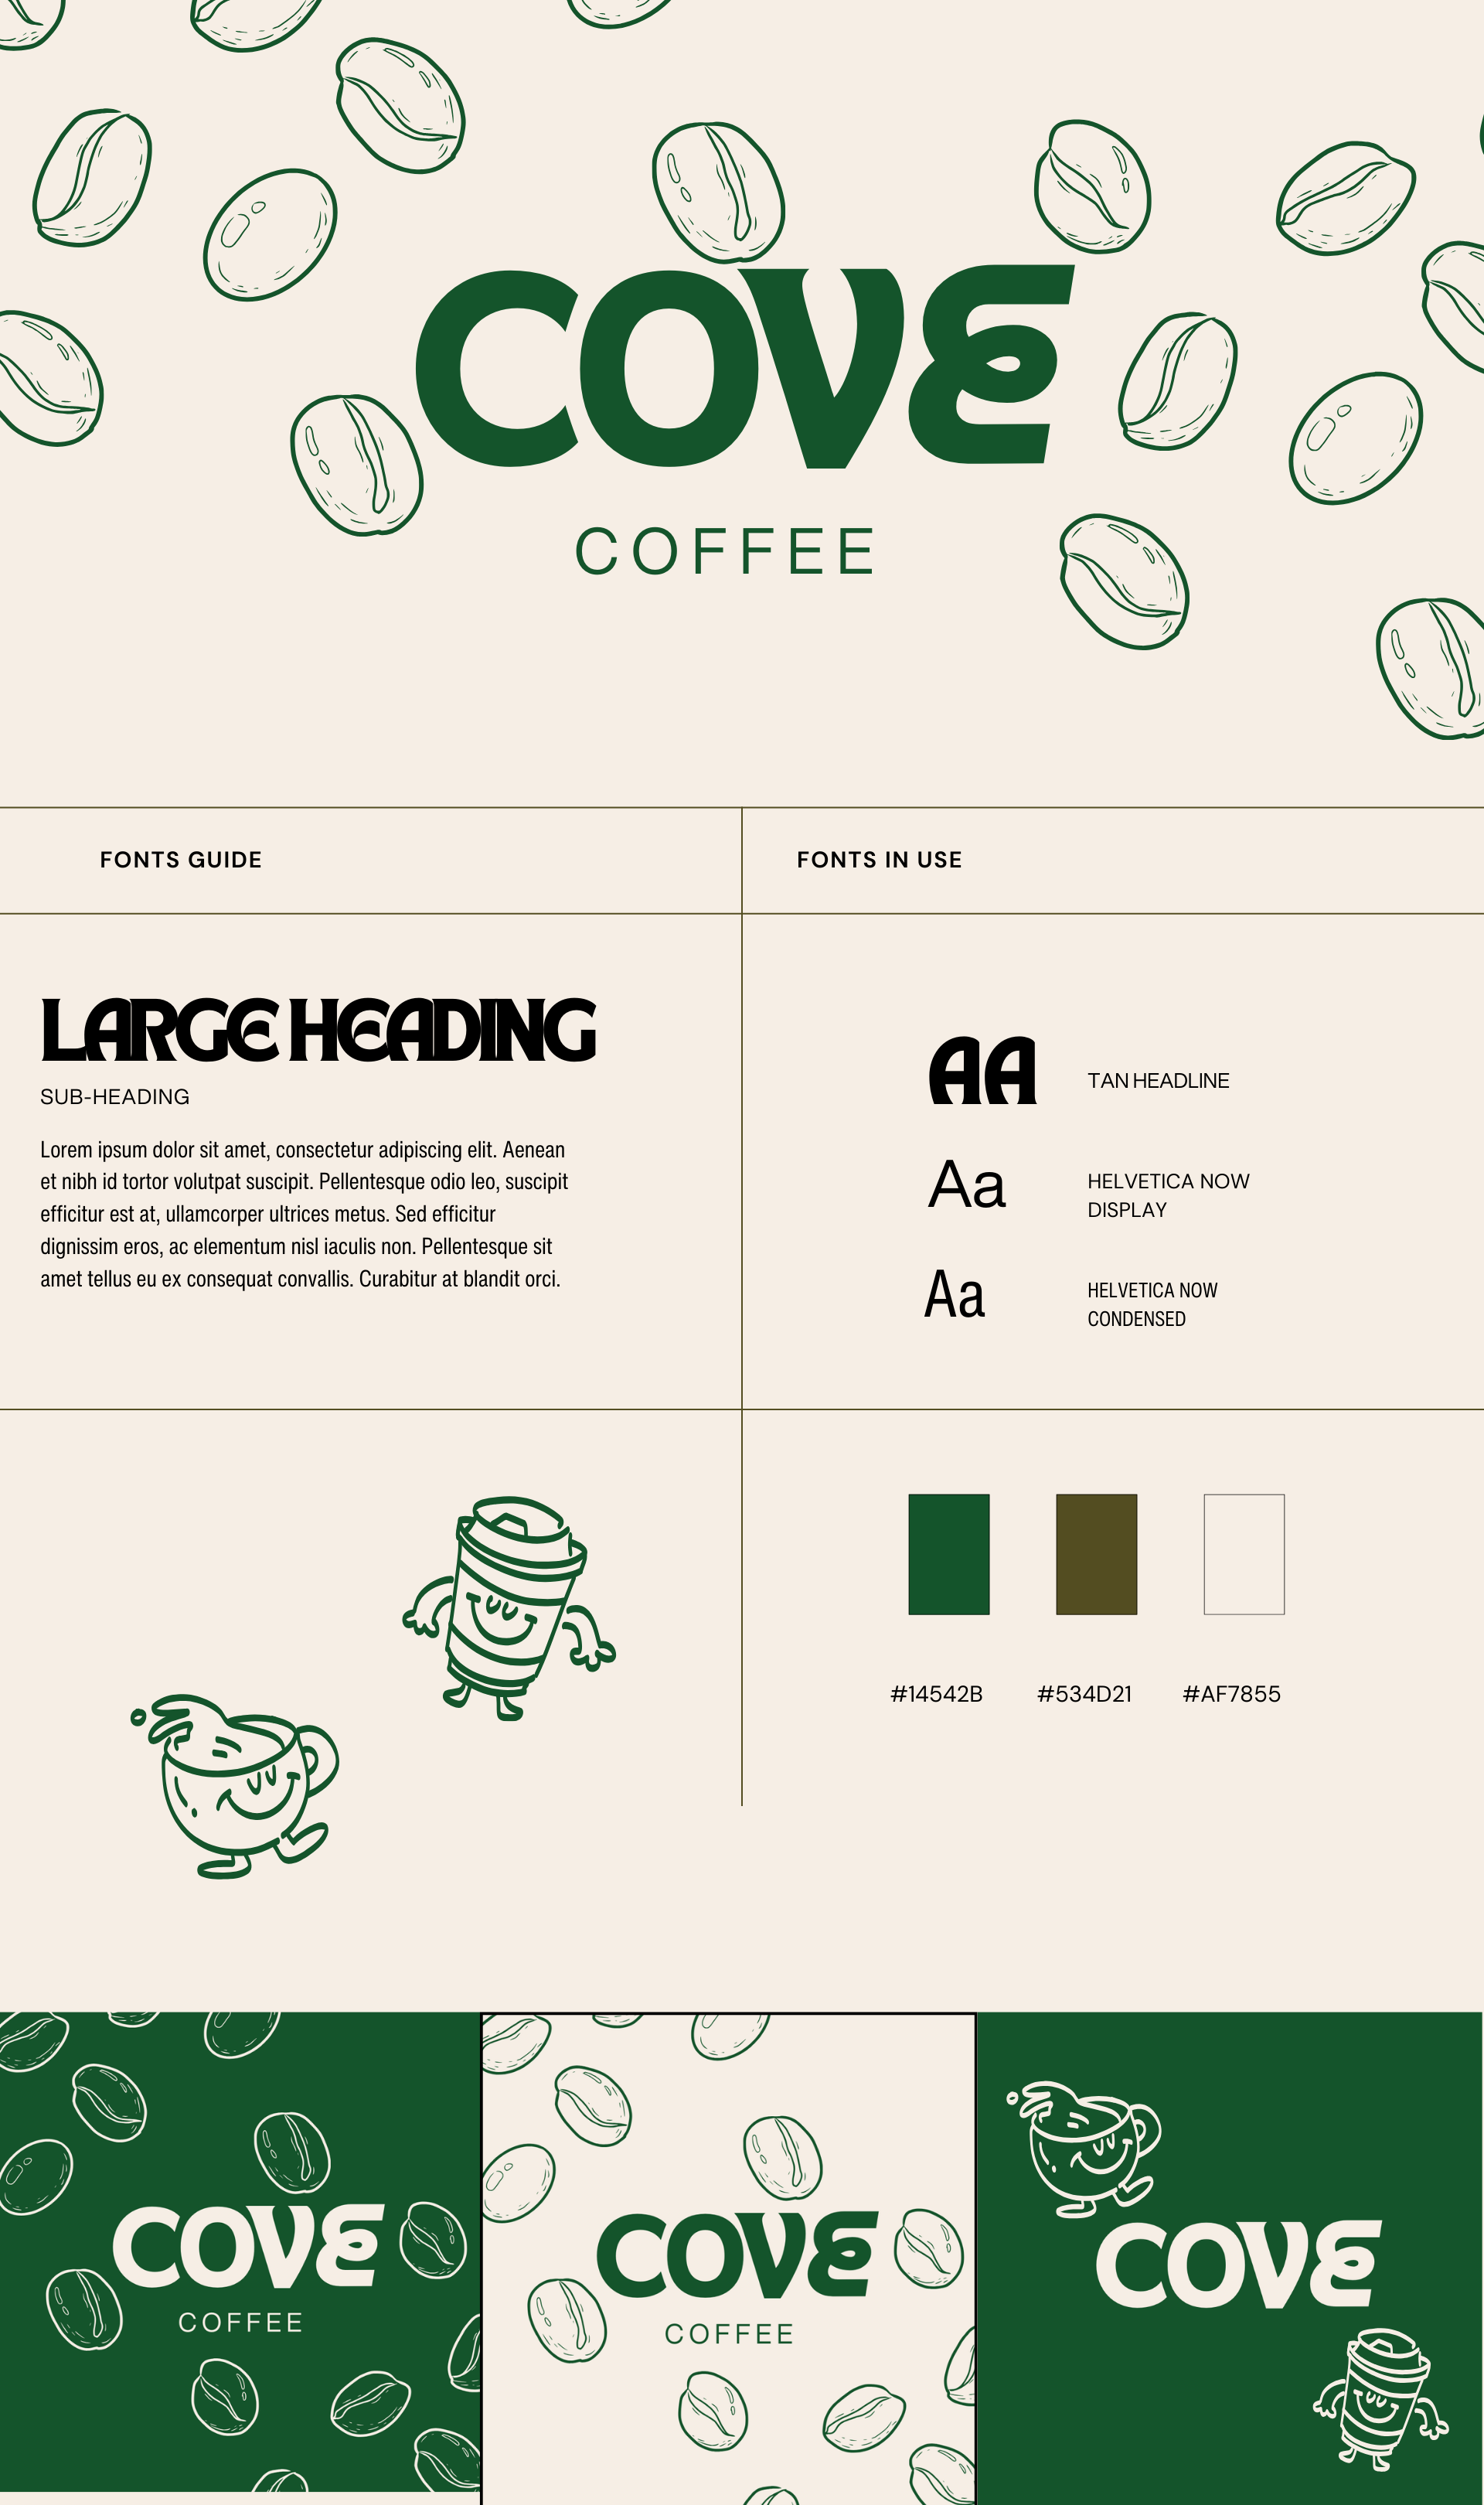 COVE
COFFEE
FONTS GUIDE
FONTS IN USE
LARGE HEADING
SUB-HEADING
Lorem ipsum dolor sit amet, consectetur adipiscing elit. Aenean
et nibh id tortor volutpat suscipit. Pellentesque odio leo, suscipit
efficitur est at, ullamcorper ultrices metus. Sed efficitur
dignissim eros, ac elementum nisl iaculis non. Pellentesque sit
amet tellus eu ex consequat convallis. Curabitur at blandit orci.
AA
TAN HEADLINE
Aa
HELVETICA NOW
DISPLAY
Aa
HELVETICA NOW
CONDENSED
#14542B
#534D21
#AF7855
COVE
COFFEE
COVE
COFFEE
COVE